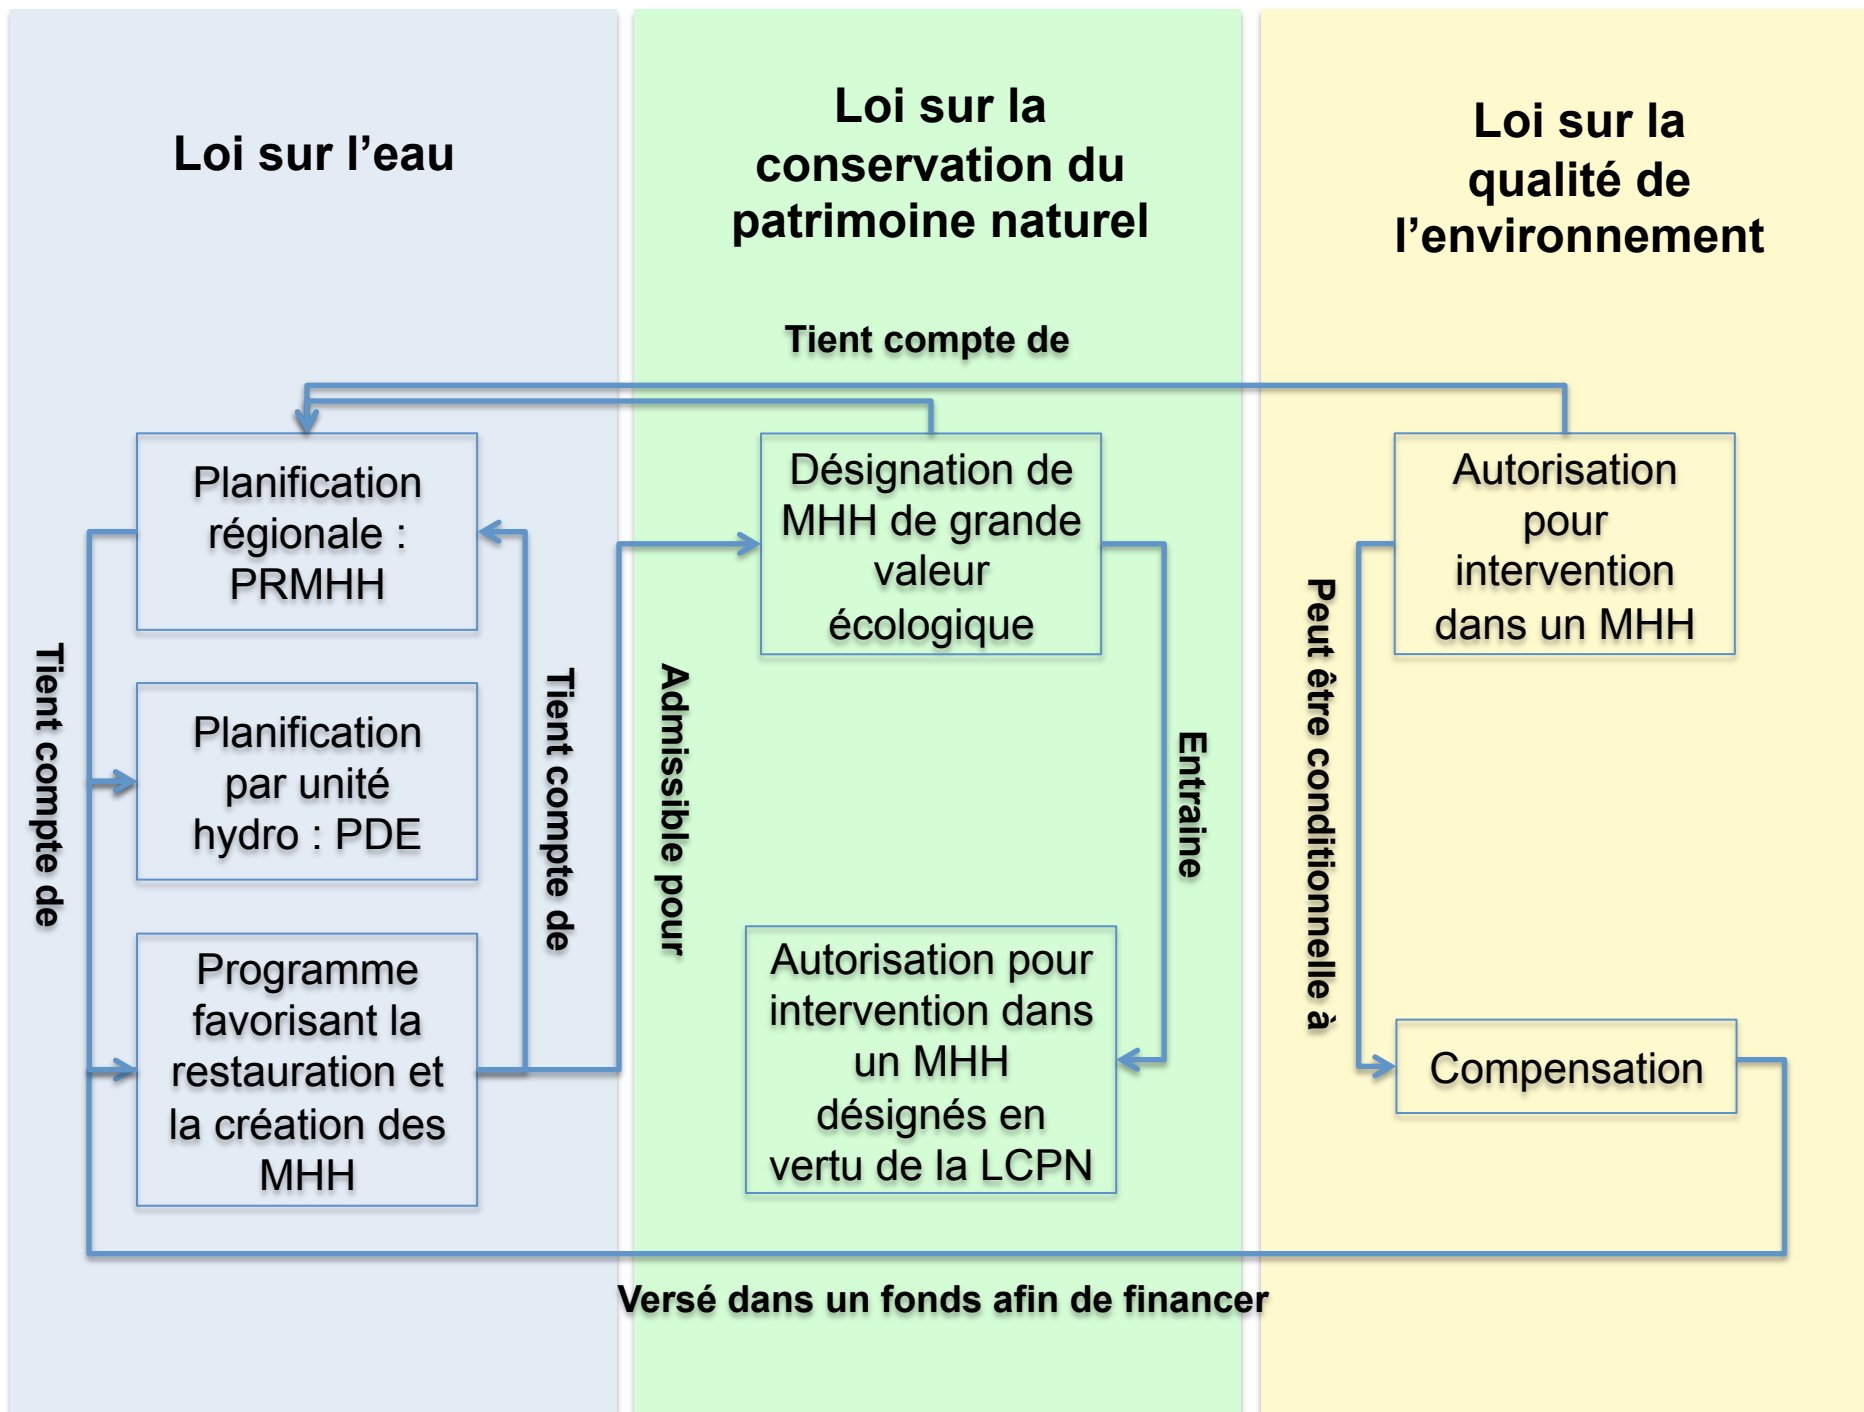 Loi sur l’eau
Loi sur la
conservation du
patrimoine naturel
Loi sur la
qualité de
l’environnement
Tient compte de
Planification
régionale :
PRMHH
Désignation de
MHH de grande
valeur
écologique
Autorisation
pour
intervention
dans un MHH
Tient compte de
Planification
par unité
hydro : PDE
Tient compte de
Admissible pour
Entraine
Peut être conditionnelle à
Programme
favorisant la
restauration et
la création des
MHH
Autorisation pour
intervention dans
un MHH
désignés en
vertu de la LCPN
Compensation
Versé dans un fonds afin de financer